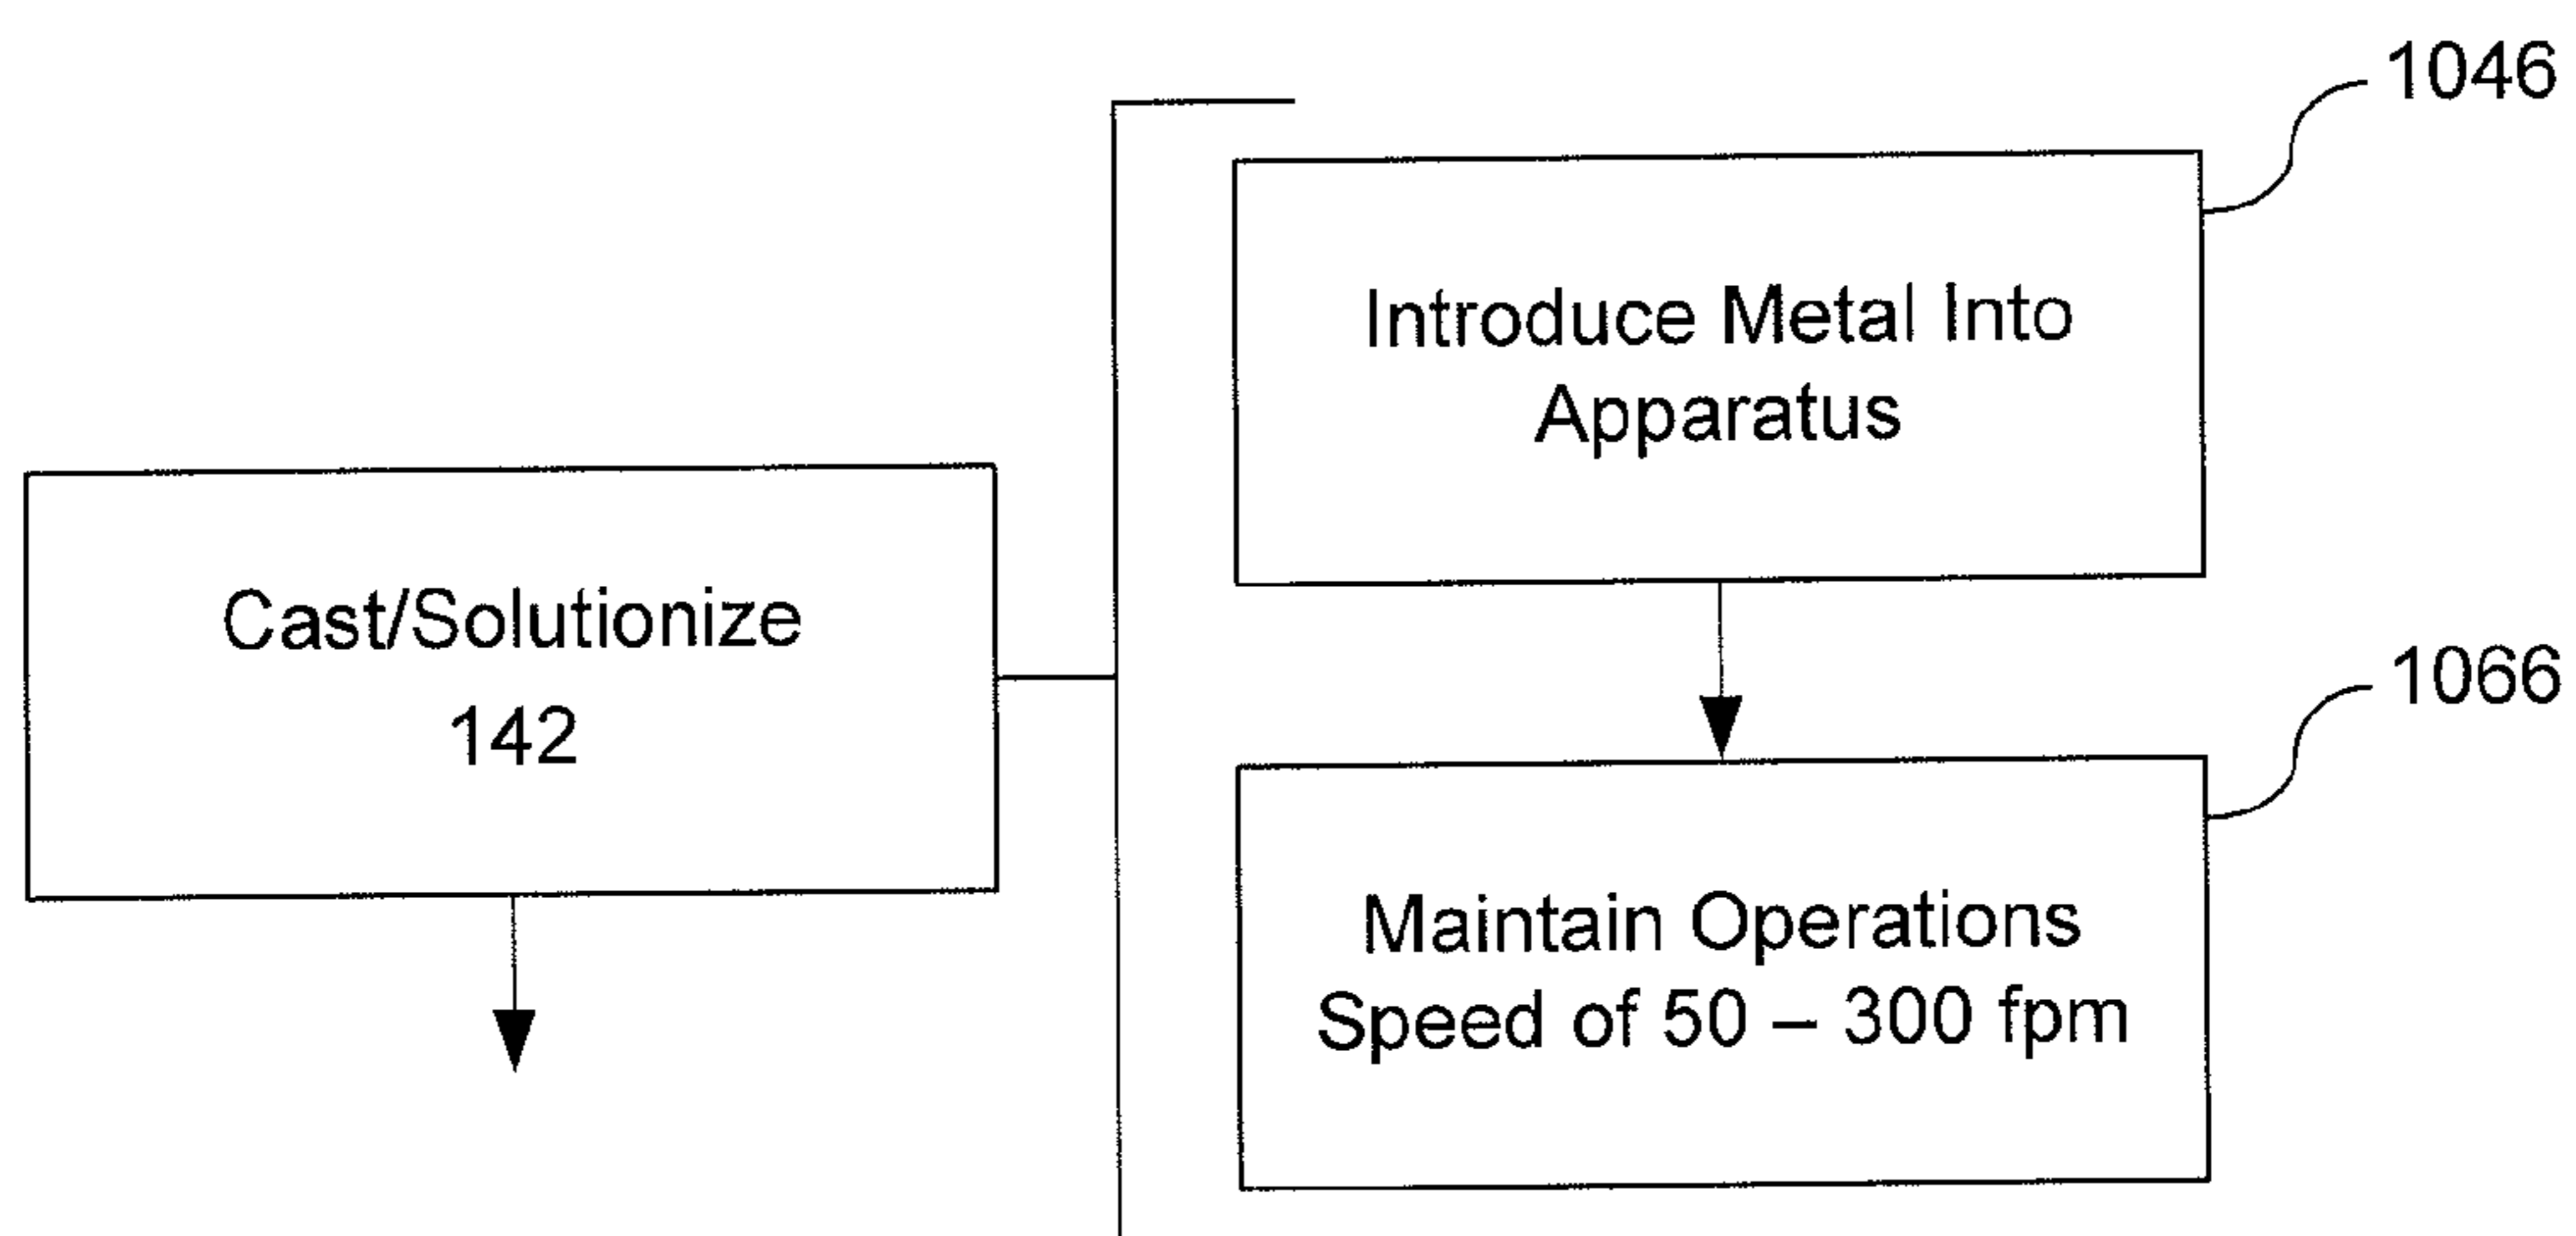 1046
Introduce Metal Into
Apparatus
Cast/Solutionize
142
1066
Maintain Operations
Speed of 50 – 300 fpm